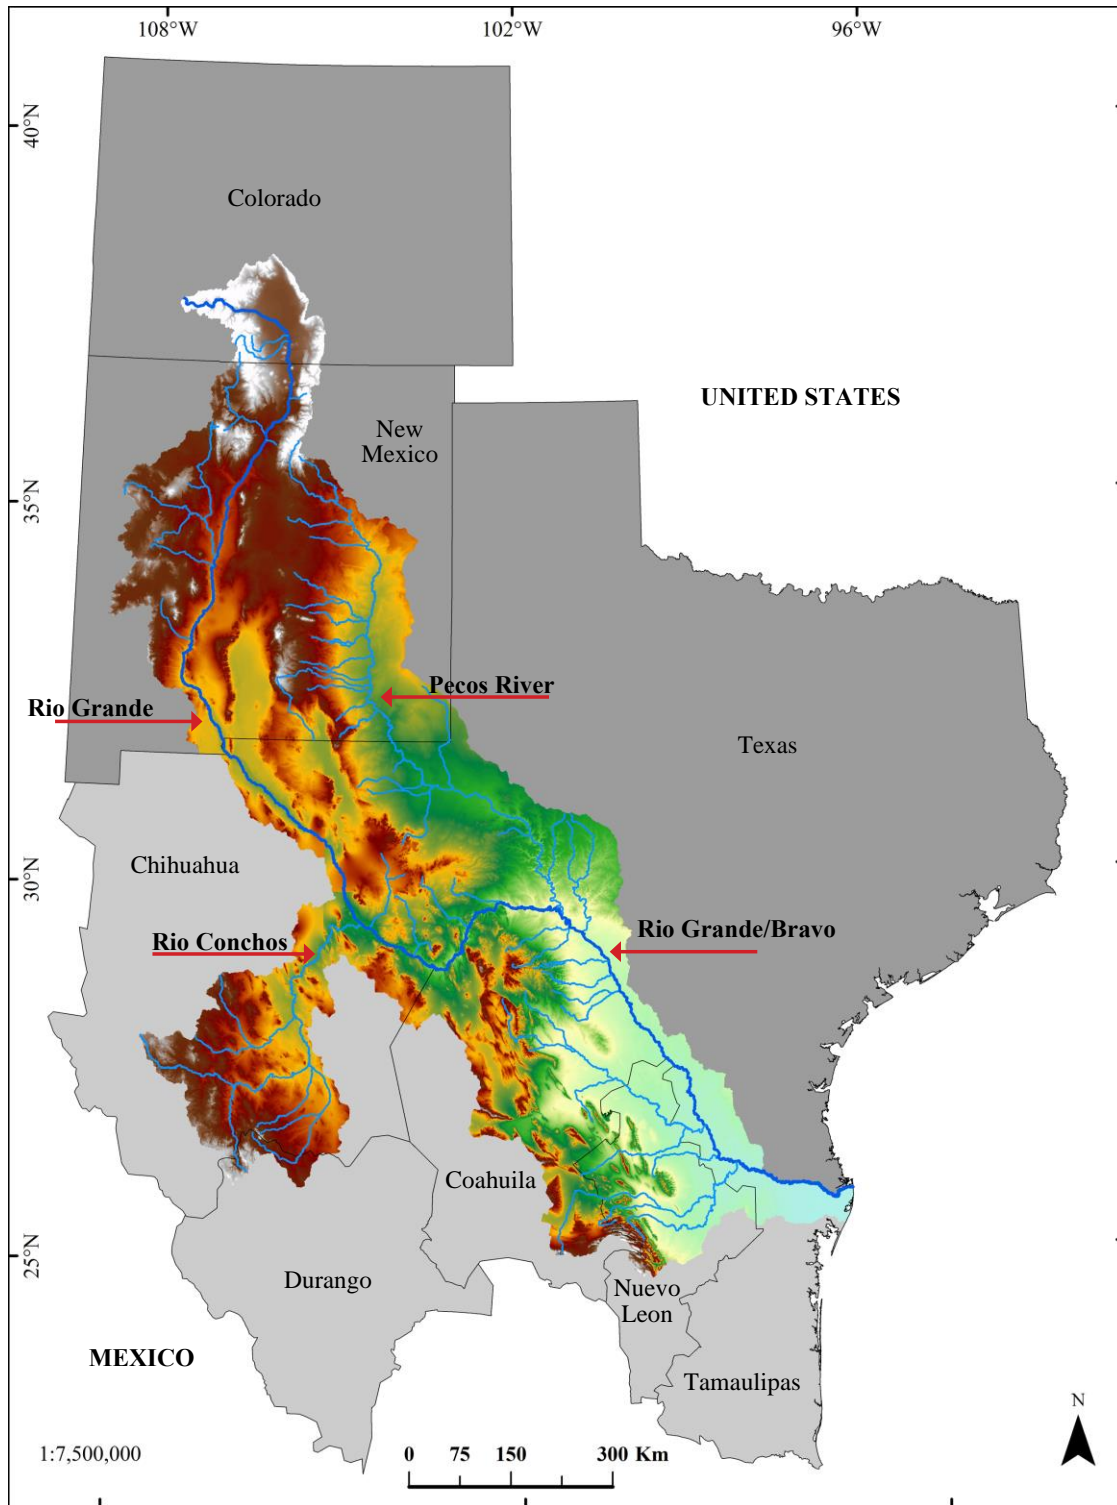 108°W
102°W
96°W
40°N
Colorado
UNITED STATES
New
Mexico
35°N
Pecos River
Rio Grande
Texas
Chihuahua
30°N
Rio Grande/Bravo
Rio Conchos
Coahuila
25°N
Durango
Nuevo
Leon
MEXICO
Tamaulipas
N
1:7,500,000
0 75 150 300 Km